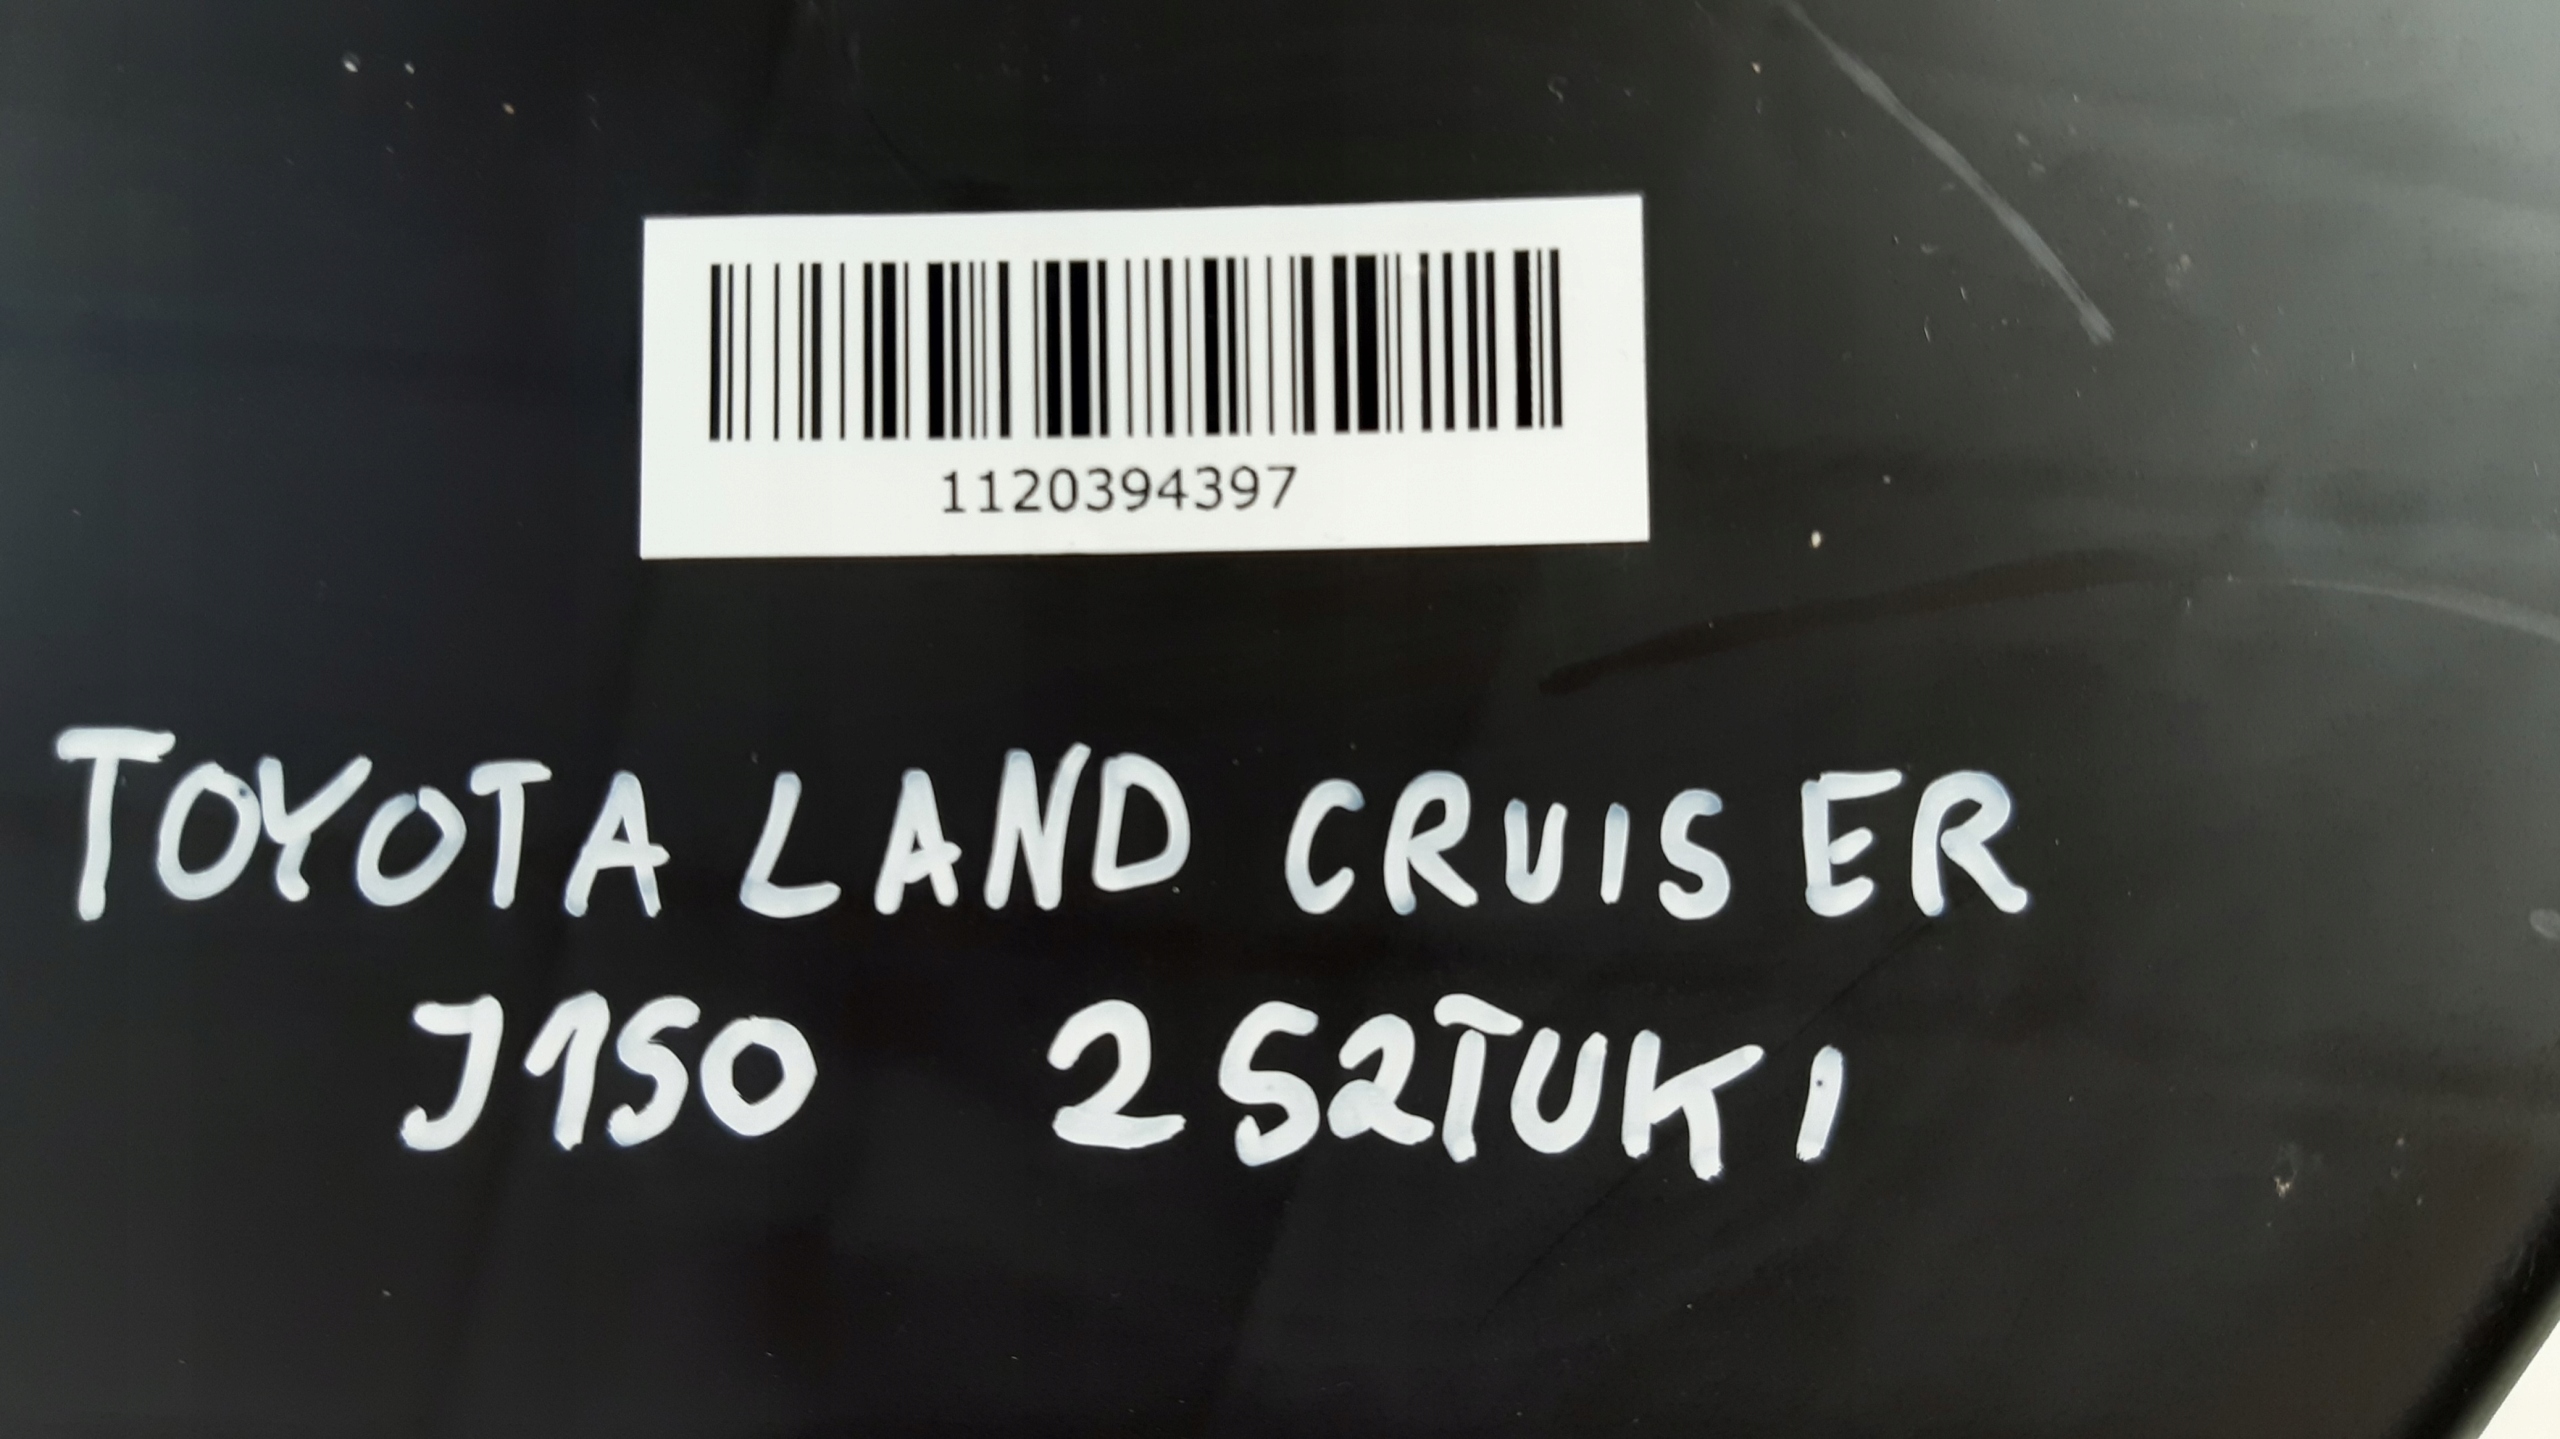 1120394397
TOYOTA LAND CRUISER
J150 2 SZTUKI